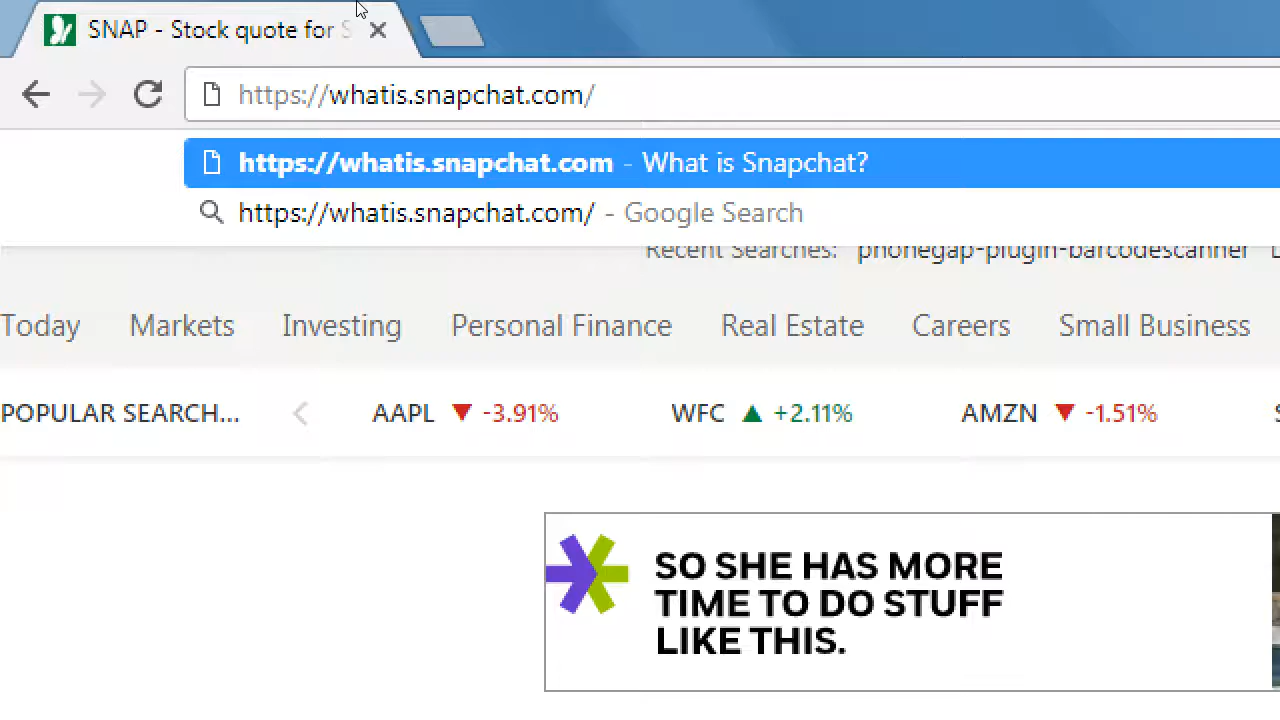 SNAP - Stock quote for S
https://whatis.snapchat.com/
https://whatis.snapchat.com - What is Snapchat?
https://whatis.snapchat.com/ - Google Search
Recent Searches: phonegap-plugin-barcodescanner
Today Markets Investing Personal Finance Real Estate Careers Small Business
POPULAR SEARCH... AAPL ▼ -3.91% WFC ▲ +2.11% AMZN ▼ -1.51%
SO SHE HAS MORE
TIME TO DO STUFF
LIKE THIS.